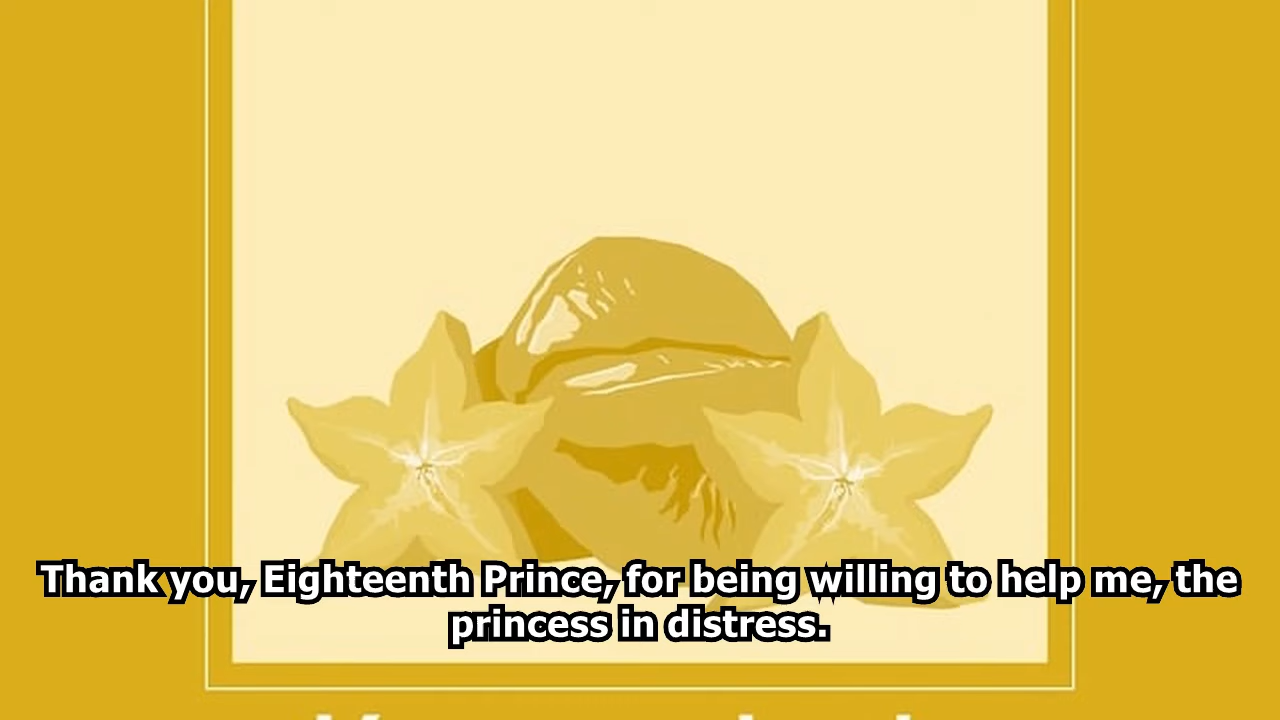 Thank you, Eighteenth Prince, for being willing to help me, the
princess in distress.